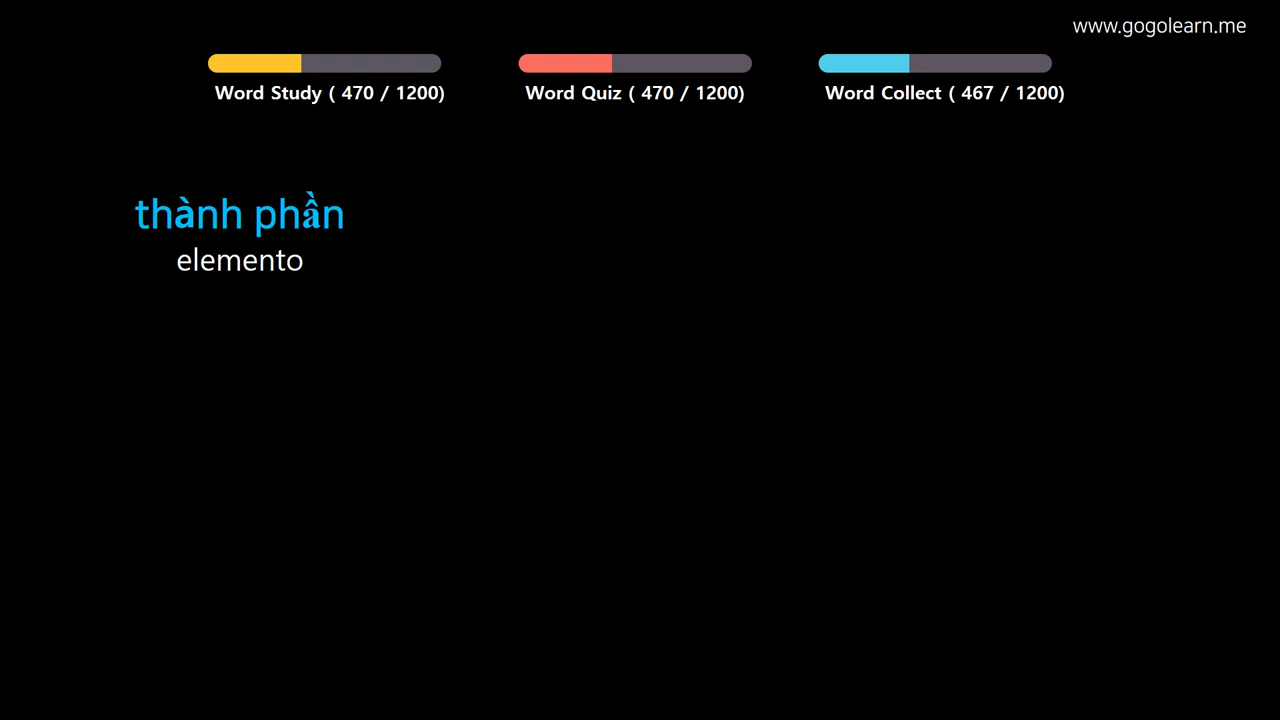 www.gogolearn.me
Word Study ( 470 / 1200)
Word Quiz ( 470 / 1200)
Word Collect ( 467 / 1200)
thành phần
elemento